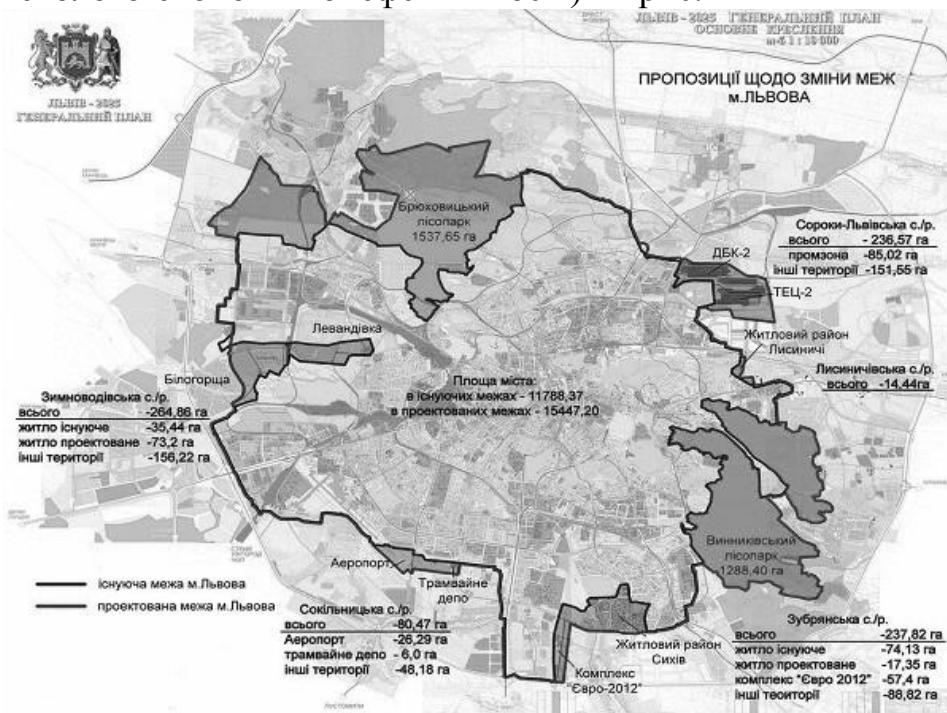 ЛЬВІВ - 2025 ГЕНЕРАЛЬНИЙ ПЛАН
ОСНОВНЕ КРЕСЛЕННЯ
м-б 1 : 10 000
ЛЬВІВ - 2025
ГЕНЕРАЛЬНИЙ ПЛАН
ПРОПОЗИЦІЇ ЩОДО ЗМІНИ МЕЖ
м.ЛЬВОВА
Брюховицький
лісопарк
1537,65 га
Сороки-Львівська с./р.
всього - 236,57 га
промзона -85,02 га
інші території -151,55 га
ДБК-2
ТЕЦ-2
Левандівка
Житловий район
Лисиничі
Білогорща
Площа міста:
в існуючих межах - 11788,37
в проектованих межах - 15447,20
Лисиничівська с./р.
всього -14,44га
Зимноводівська с./р.
всього -264,86 га
житло існуюче -35,44 га
житло проектоване -73,2 га
інші території -156,22 га
Винниківський
лісопарк
1288,40 га
Аеропорт
Трамвайне
депо
існуюча межа м.Львова
проектована межа м.Львова
Сокільницька с./р.
всього -80,47 га
Аеропорт -26,29 га
трамвайне депо - 6,0 га
інші території -48,18 га
Житловий район
Сихів
Комплекс
"Євро-2012"
Зубрянська с./р.
всього -237,82 га
житло існуюче -74,13 га
житло проектоване -17,35 га
комплекс "Євро 2012" -57,4 га
інші території -88,82 га